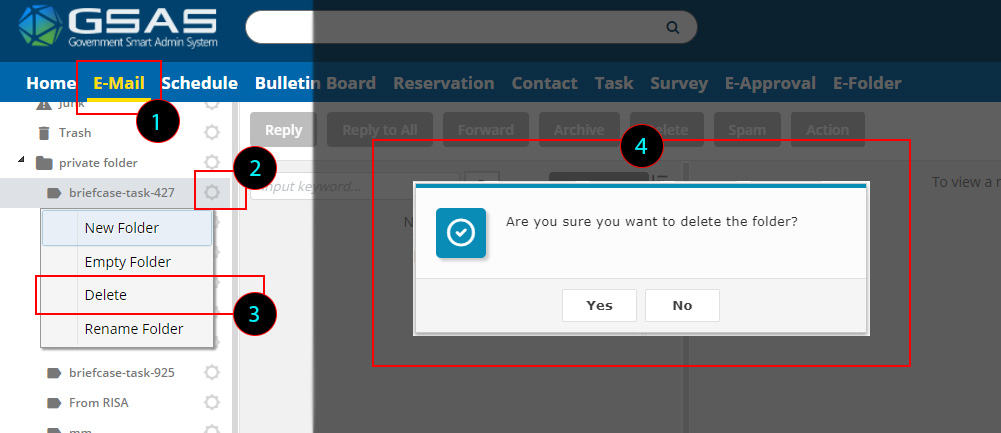 GSAS
Government Smart Admin System
Home E-Mail Schedule Bulletin Board Reservation Contact Task Survey E-Approval E-Folder
1
Junk
Trash
private folder
2
briefcase-task-427
New Folder
Empty Folder
Delete
3
Rename Folder
briefcase-task-925
From RISA
mm
Reply Reply to All Forward Archive Delete Spam Action
4
Input keyword...
To view a
Are you sure you want to delete the folder?
Yes No